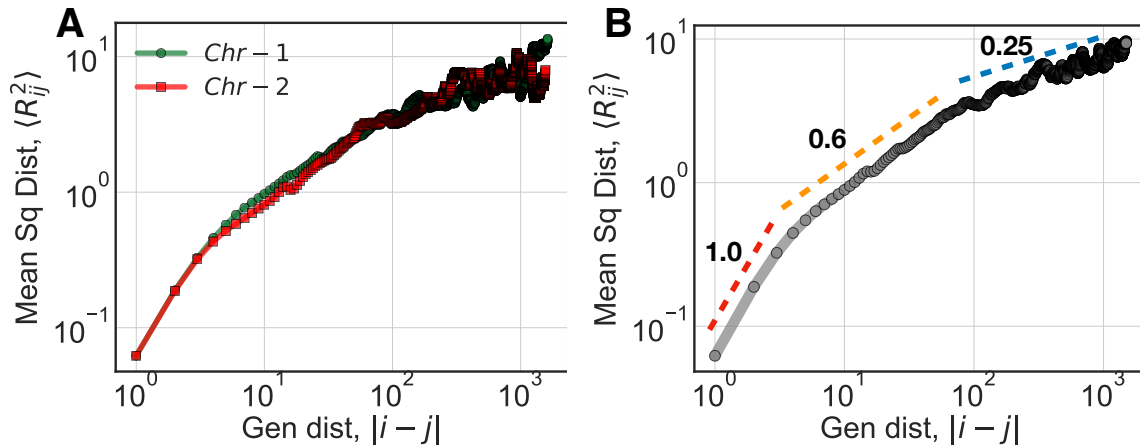 A
Chr − 1
Chr − 2
Mean Sq Dist, ⟨R²ᵢⱼ⟩
10¹
10⁰
10⁻¹
10⁰ 10¹ 10² 10³
Gen dist, |i − j|
B
0.25
0.6
1.0
Mean Sq Dist, ⟨R²ᵢⱼ⟩
10¹
10⁰
10⁻¹
10⁰ 10¹ 10² 10³
Gen dist, |i − j|